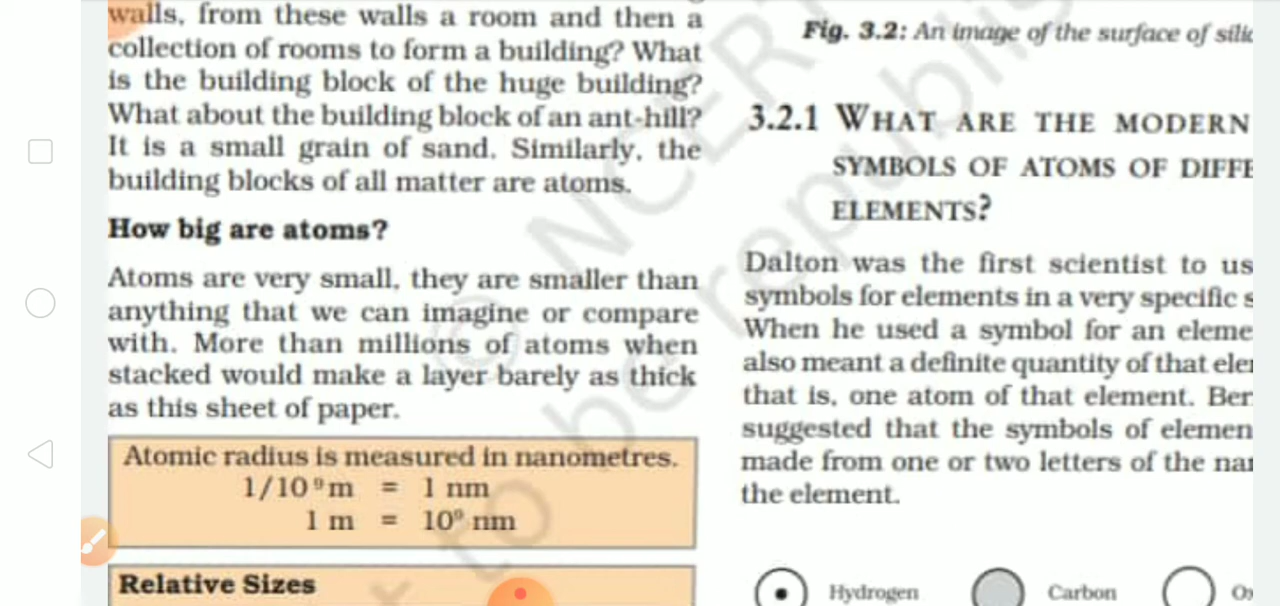 walls, from these walls a room and then a
collection of rooms to form a building? What
is the building block of the huge building?
What about the building block of an ant-hill?
It is a small grain of sand. Similarly, the
building blocks of all matter are atoms.
How big are atoms?
Atoms are very small, they are smaller than
anything that we can imagine or compare
with. More than millions of atoms when
stacked would make a layer barely as thick
as this sheet of paper.
Atomic radius is measured in nanometres.
1/10⁹m = 1 nm
1 m = 10⁹ nm
Relative Sizes
Fig. 3.2: An image of the surface of
3.2.1 WHAT ARE THE MODERN
SYMBOLS OF ATOMS OF
ELEMENTS?
Dalton was the first scientist to
symbols for elements in a very specific
When he used a symbol for an
also meant a definite quantity of that
that is, one atom of that element.
suggested that the symbols of
made from one or two letters of the
the element.
Hydrogen Carbon
© NCERT
to be republis